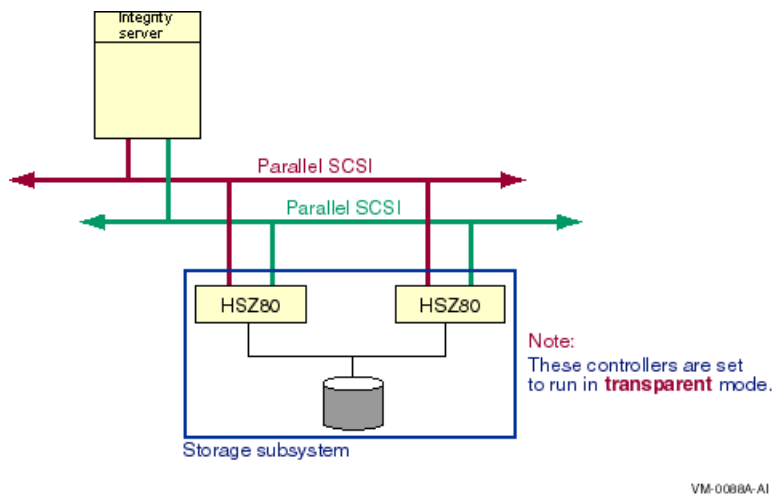 Integrity
server
Parallel SCSI
Parallel SCSI
HSZ80
HSZ80
Note:
These controllers are set
to run in transparent mode.
Storage subsystem
VM-0088A-AI